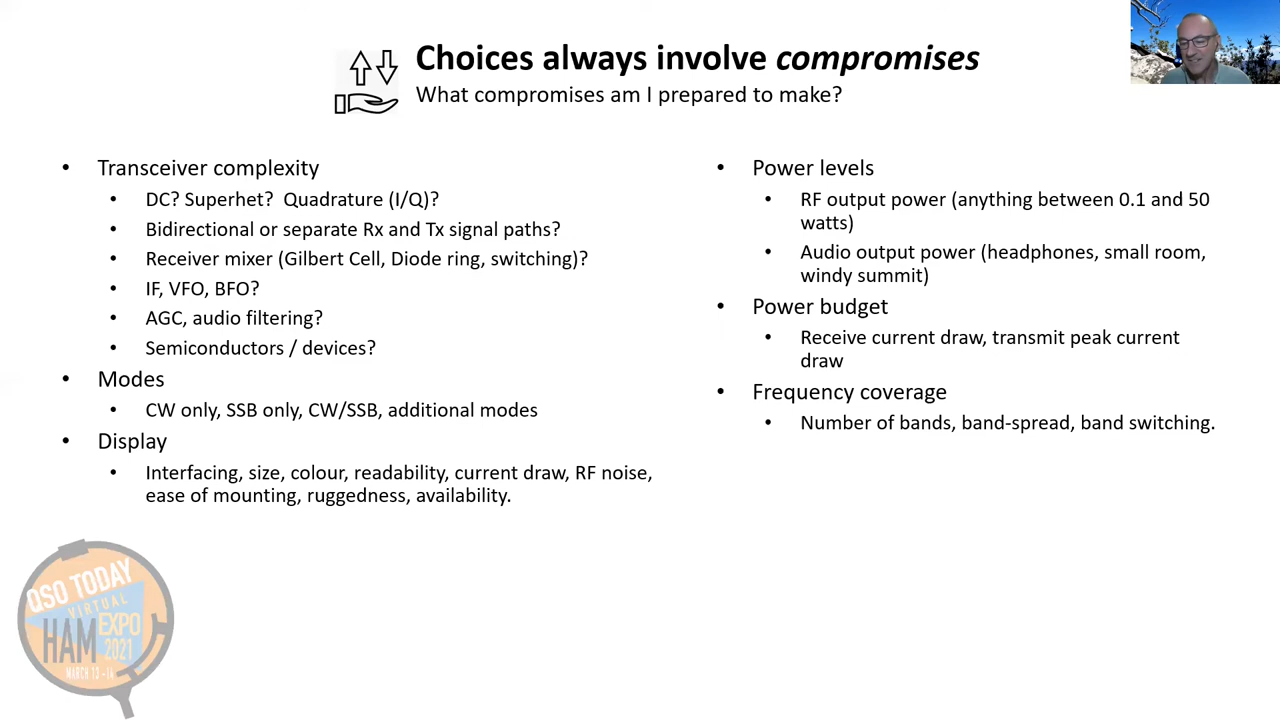 Choices always involve compromises
What compromises am I prepared to make?
• Transceiver complexity
• DC? Superhet? Quadrature (I/Q)?
• Bidirectional or separate Rx and Tx signal paths?
• Receiver mixer (Gilbert Cell, Diode ring, switching)?
• IF, VFO, BFO?
• AGC, audio filtering?
• Semiconductors / devices?
• Modes
• CW only, SSB only, CW/SSB, additional modes
• Display
• Interfacing, size, colour, readability, current draw, RF noise,
ease of mounting, ruggedness, availability.
• Power levels
• RF output power (anything between 0.1 and 50
watts)
• Audio output power (headphones, small room,
windy summit)
• Power budget
• Receive current draw, transmit peak current
draw
• Frequency coverage
• Number of bands, band-spread, band switching.
QSO TODAY
VIRTUAL
HAM EXPO
2021
MARCH 13-14